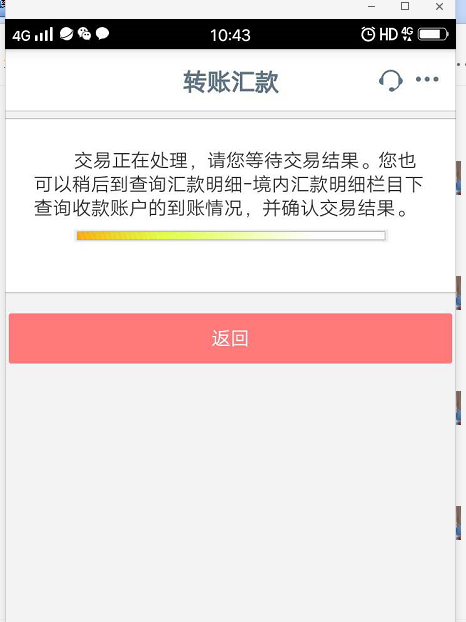 4G 10:43 HD 4G
转账汇款
交易正在处理，请您等待交易结果。您也
可以稍后到查询汇款明细-境内汇款明细栏目下
查询收款账户的到账情况，并确认交易结果。
返回